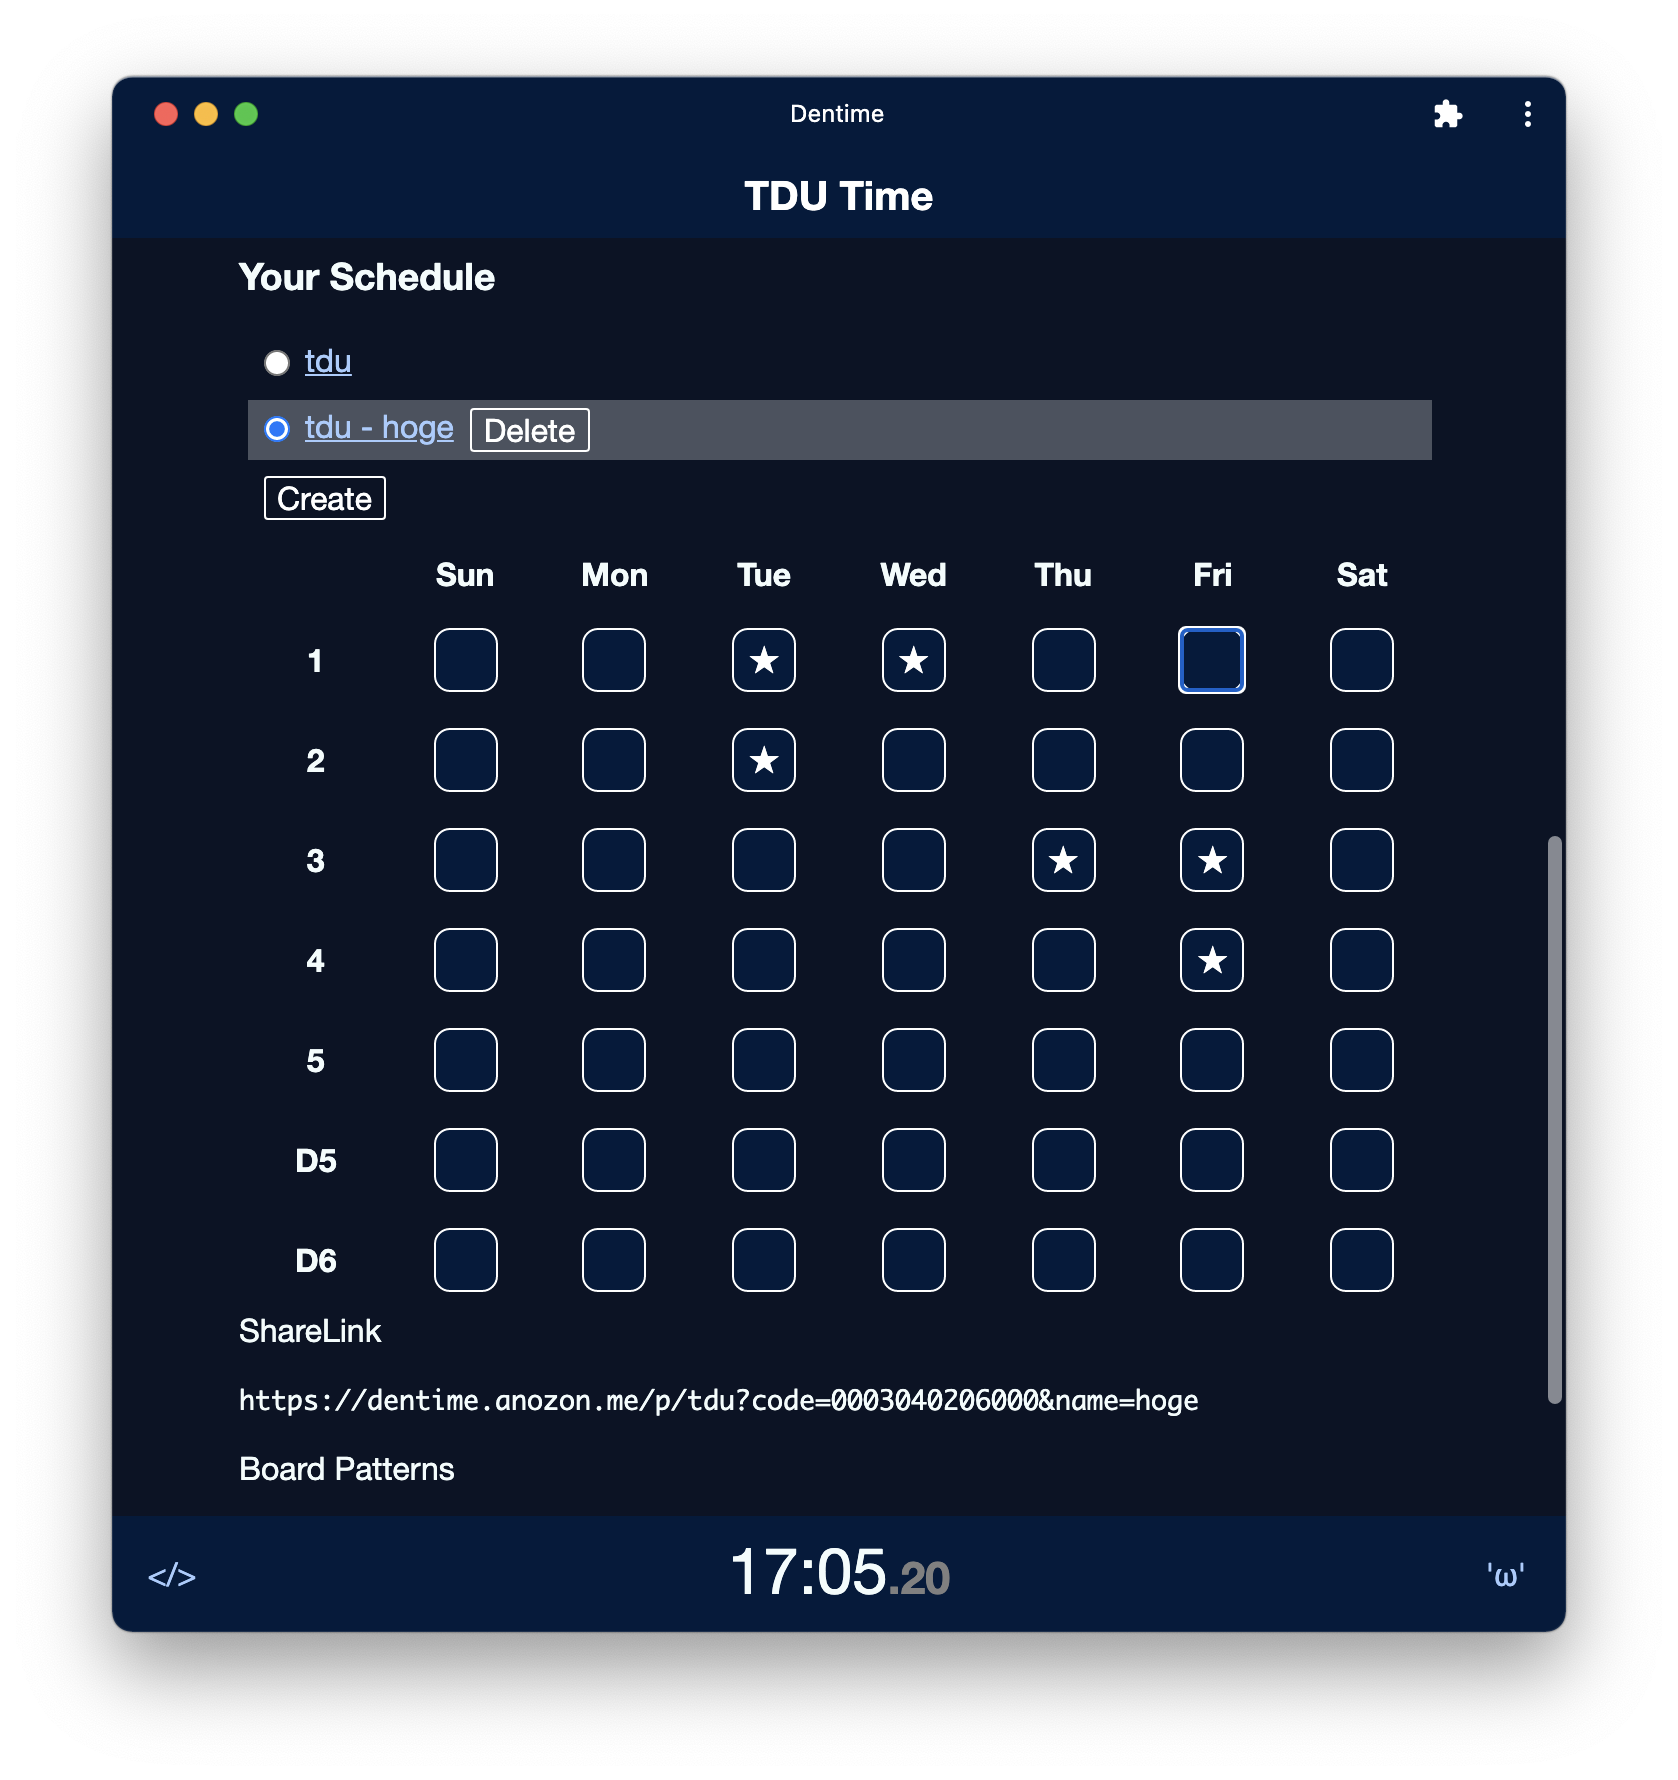 Dentime
TDU Time
Your Schedule
tdu
tdu - hoge Delete
Create
Sun Mon Tue Wed Thu Fri Sat
1 ★ ★
2 ★
3 ★ ★
4 ★
5
D5
D6
ShareLink
https://dentime.anozon.me/p/tdu?code=0003040206000&name=hoge
Board Patterns
</> 17:05.20 'ω'